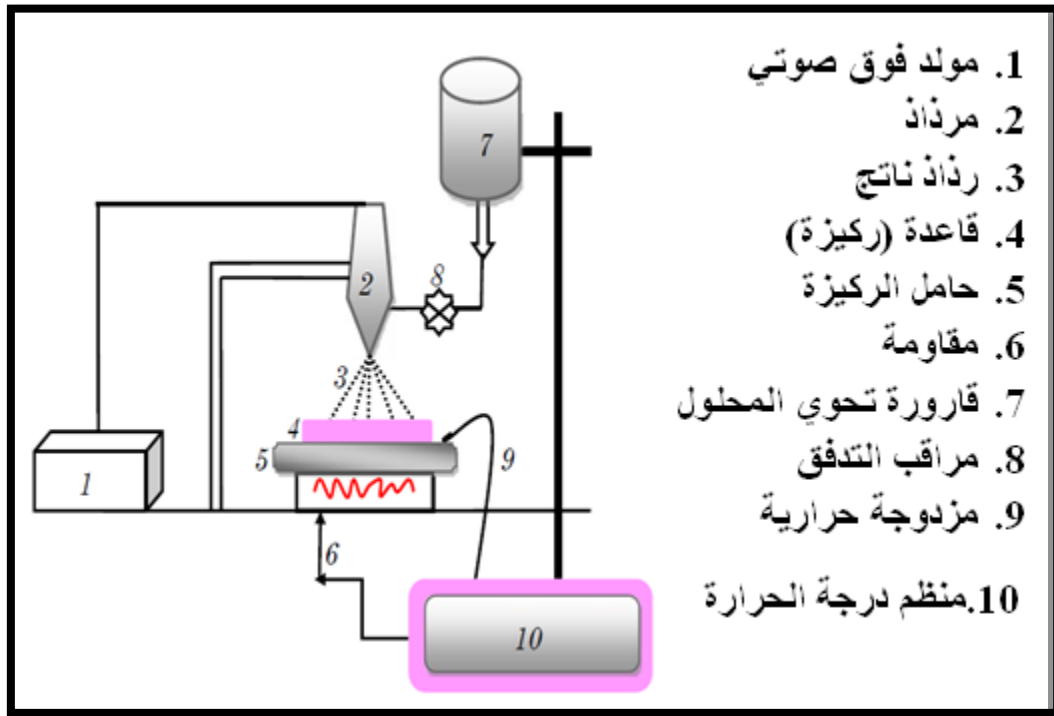 1. مولد فوق صوتي
2. مرذاذ
3. رذاذ ناتج
4. قاعدة (ركيزة)
5. حامل الركيزة
6. مقاومة
7. قارورة تحوي المحلول
8. مراقب التدفق
9. مزدوجة حرارية
10.منظم درجة الحرارة
7
2
8
3
4
5
9
1
6
10